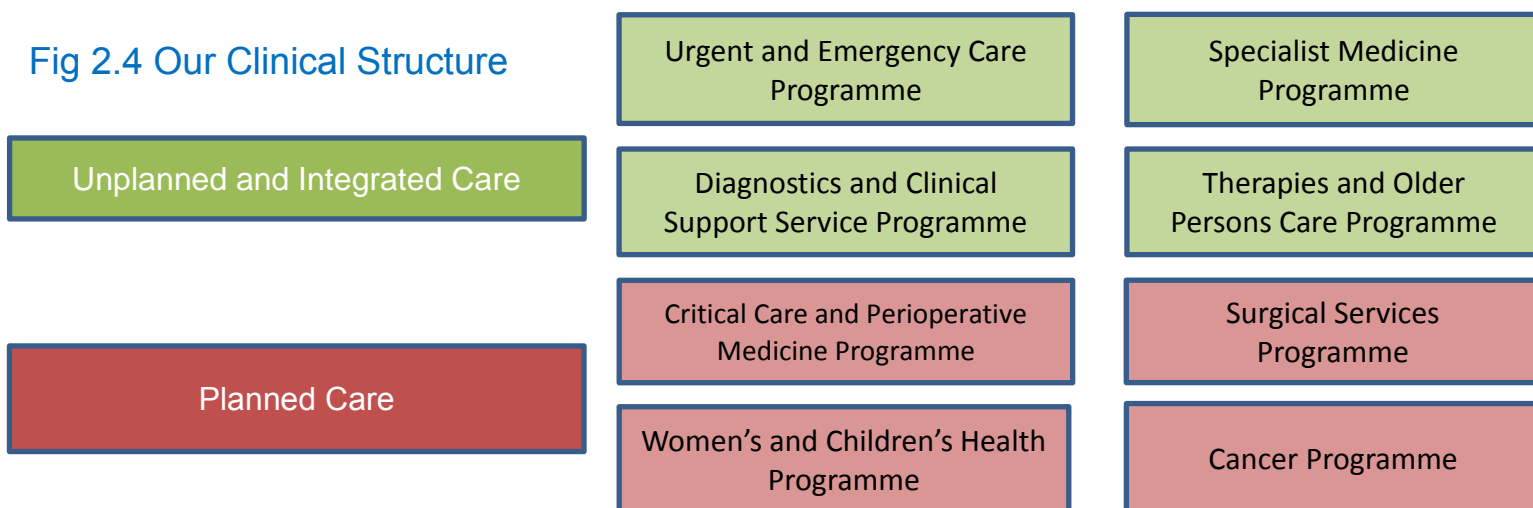 Fig 2.4 Our Clinical Structure
Unplanned and Integrated Care
Planned Care
Urgent and Emergency Care
Programme
Specialist Medicine
Programme
Diagnostics and Clinical
Support Service Programme
Therapies and Older
Persons Care Programme
Critical Care and Perioperative
Medicine Programme
Surgical Services
Programme
Women’s and Children’s Health
Programme
Cancer Programme